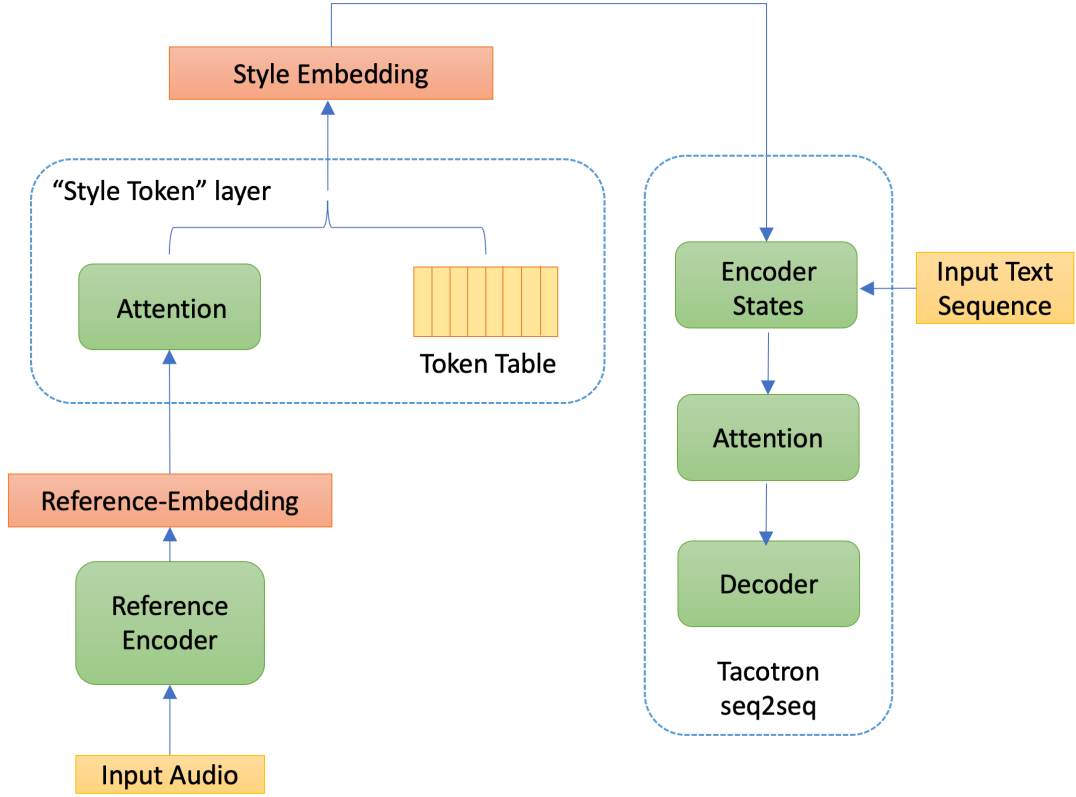 Style Embedding
“Style Token” layer
Attention
Token Table
Reference-Embedding
Reference
Encoder
Input Audio
Encoder
States
Input Text
Sequence
Attention
Decoder
Tacotron
seq2seq